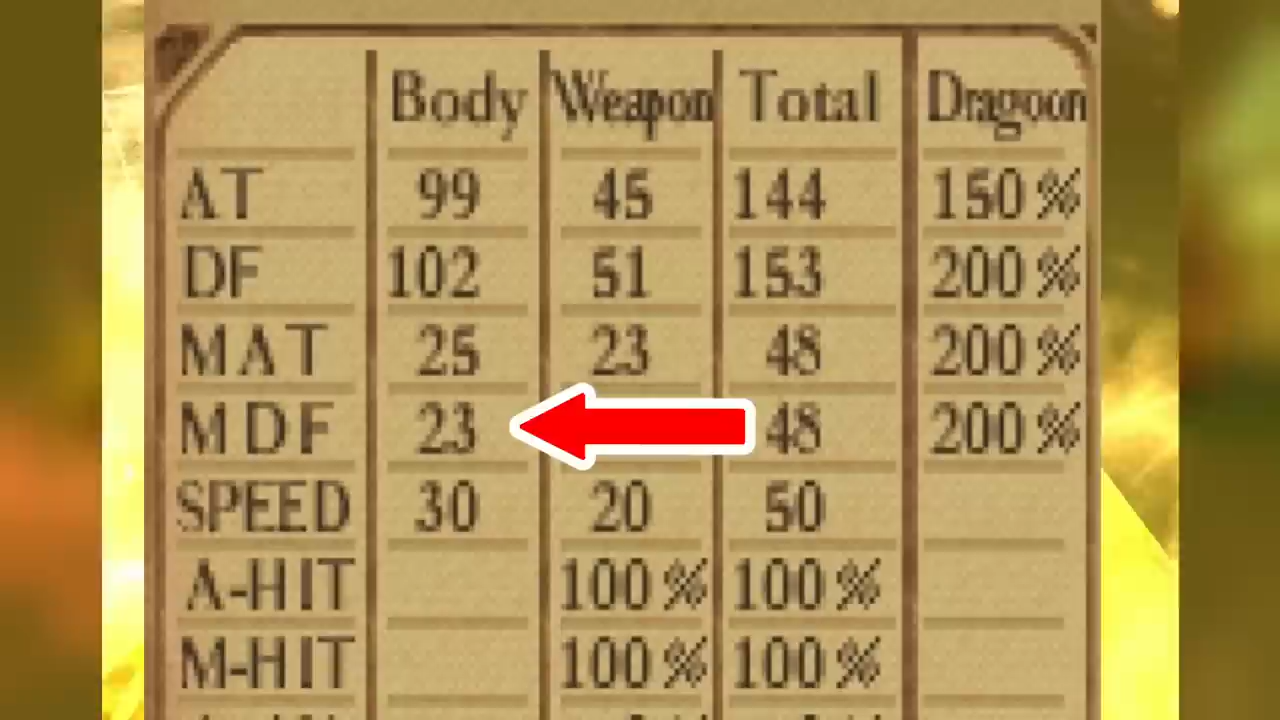 Body Weapon Total Dragoon
AT 99 45 144 150%
DF 102 51 153 200%
MAT 25 23 48 200%
MDF 23 48 200%
SPEED 30 20 50
A-HIT 100% 100%
M-HIT 100% 100%